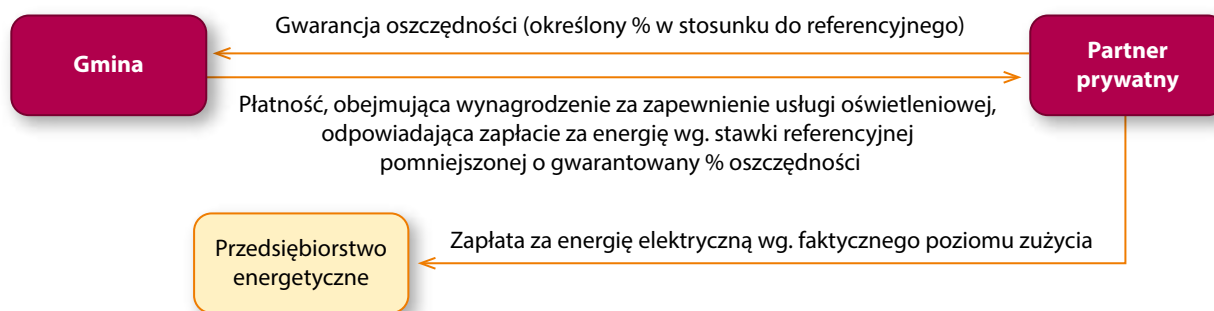 Gwarancja oszczędności (określony % w stosunku do referencyjnego)
Gmina
Partner
prywatny
Płatność, obejmująca wynagrodzenie za zapewnienie usługi oświetleniowej,
odpowiadająca zapłacie za energię wg. stawki referencyjnej
pomniejszonej o gwarantowany % oszczędności
Przedsiębiorstwo
energetyczne
Zapłata za energię elektryczną wg. faktycznego poziomu zużycia